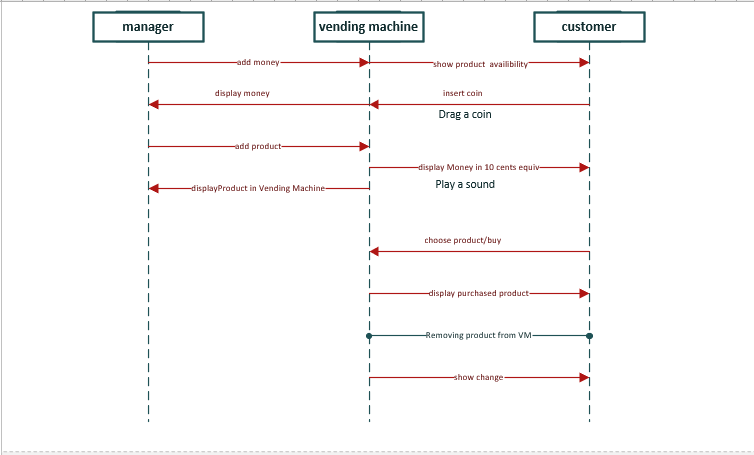 manager
vending machine
customer
add money
show product availibility
display money
insert coin
Drag a coin
add product
display Money in 10 cents equiv
Play a sound
displayProduct in Vending Machine
choose product/buy
display purchased product
Removing product from VM
show change